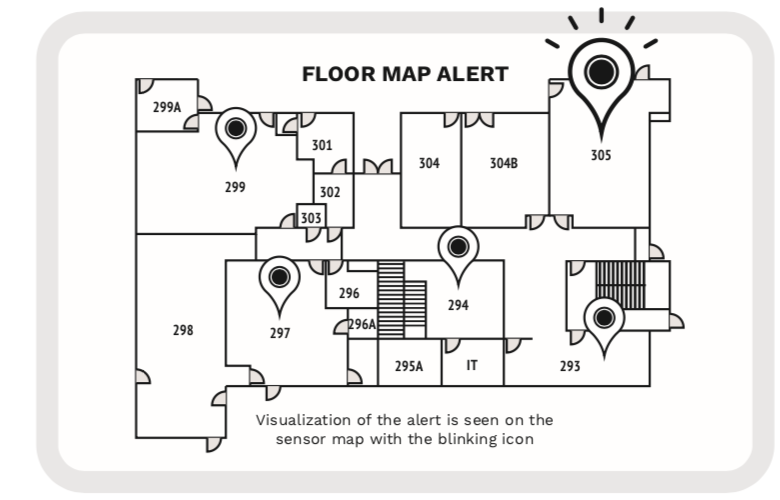 FLOOR MAP ALERT
299A
301
304
304B
305
299
302
303
296
294
298
297
296A
295A
IT
293
Visualization of the alert is seen on the
sensor map with the blinking icon